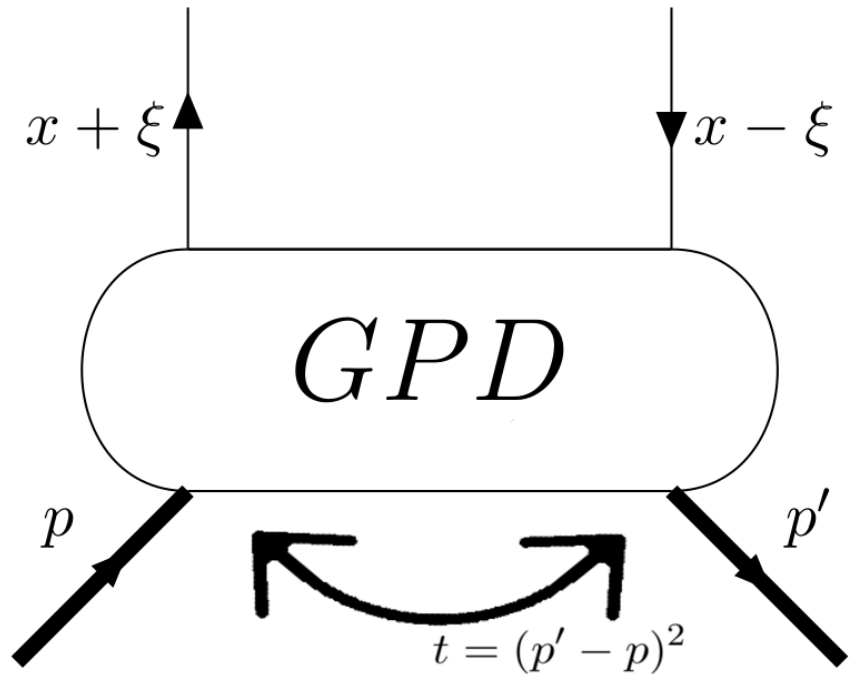 x + ξ
x − ξ
GPD
p
p′
t = (p′ − p)²